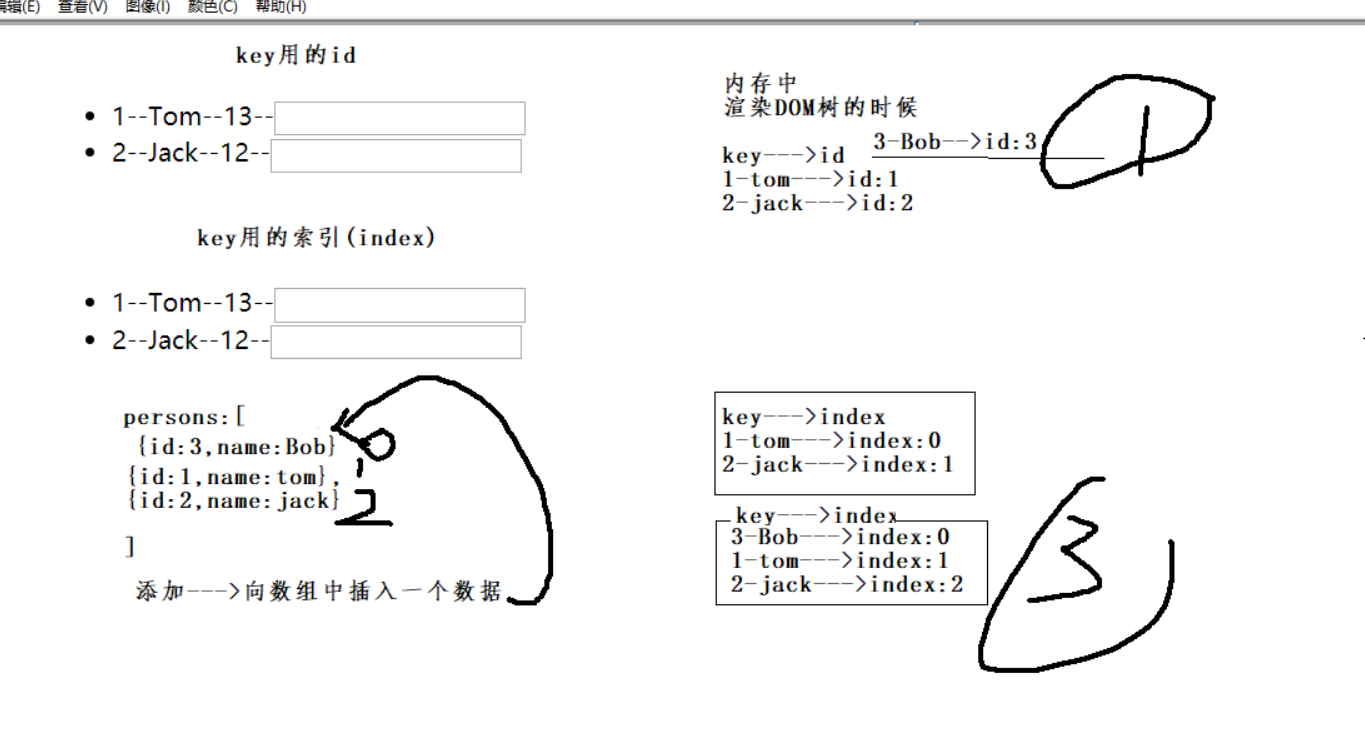 编辑(E) 查看(V) 图像(I) 颜色(C) 帮助(H)
key用的id
1--Tom--13--
2--Jack--12--
key用的索引(index)
1--Tom--13--
2--Jack--12--
persons:[
{id:3,name:Bob}
0
{id:1,name:tom},
1
{id:2,name:jack}
2
]
添加--->向数组中插入一个数据
内存中
渲染DOM树的时候
3-Bob-->id:3
1
key--->id
1-tom--->id:1
2-jack--->id:2
key--->index
1-tom--->index:0
2-jack--->index:1
key--->index
3-Bob--->index:0
1-tom--->index:1
2-jack--->index:2
3